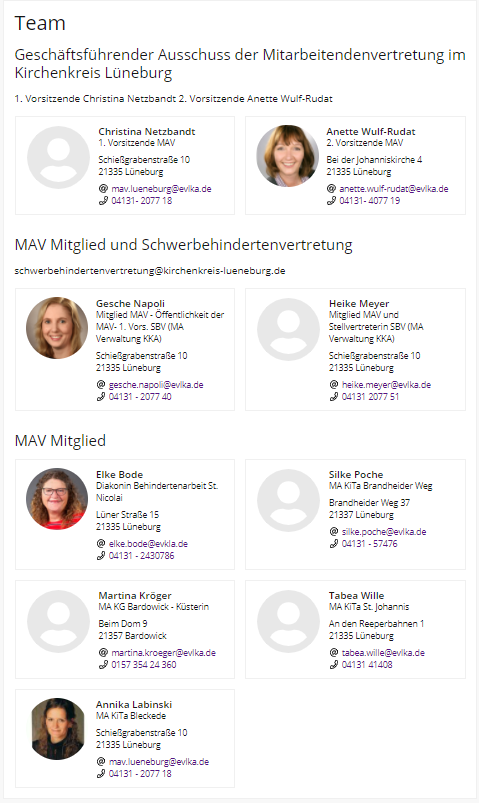 Team
Geschäftsführender Ausschuss der Mitarbeitendenvertretung im
Kirchenkreis Lüneburg
1. Vorsitzende Christina Netzbandt 2. Vorsitzende Anette Wulf-Rudat
Christina Netzbandt
1. Vorsitzende MAV
Schießgrabenstraße 10
21335 Lüneburg
mav.lueneburg@evlka.de
04131- 2077 18
Anette Wulf-Rudat
2. Vorsitzende MAV
Bei der Johanniskirche 4
21335 Lüneburg
anette.wulf-rudat@evlka.de
04131- 4077 19
MAV Mitglied und Schwerbehindertenvertretung
schwerbehindertenvertretung@kirchenkreis-lueneburg.de
Gesche Napoli
Mitglied MAV - Öffentlichkeit der
MAV- 1. Vors. SBV (MA
Verwaltung KKA)
Schießgrabenstraße 10
21335 Lüneburg
gesche.napoli@evlka.de
04131 - 2077 40
Heike Meyer
Mitglied MAV und
Stellvertreterin SBV (MA
Verwaltung KKA)
Schießgrabenstraße 10
21335 Lüneburg
heike.meyer@evlka.de
04131 2077 51
MAV Mitglied
Elke Bode
Diakonin Behindertenarbeit St.
Nicolai
Lüner Straße 15
21335 Lüneburg
elke.bode@evkla.de
04131 - 2430786
Silke Poche
MA KiTa Brandheider Weg
Brandheider Weg 37
21337 Lüneburg
silke.poche@evlka.de
04131 - 57476
Martina Kröger
MA KG Bardowick - Küsterin
Beim Dom 9
21357 Bardowick
martina.kroeger@evlka.de
0157 354 24 360
Tabea Wille
MA KiTa St. Johannis
An den Reeperbahnen 1
21335 Lüneburg
tabea.wille@evlka.de
04131 41408
Annika Labinski
MA KiTa Bleckede
Schießgrabenstraße 10
21335 Lüneburg
mav.lueneburg@evlka.de
04131 - 2077 18